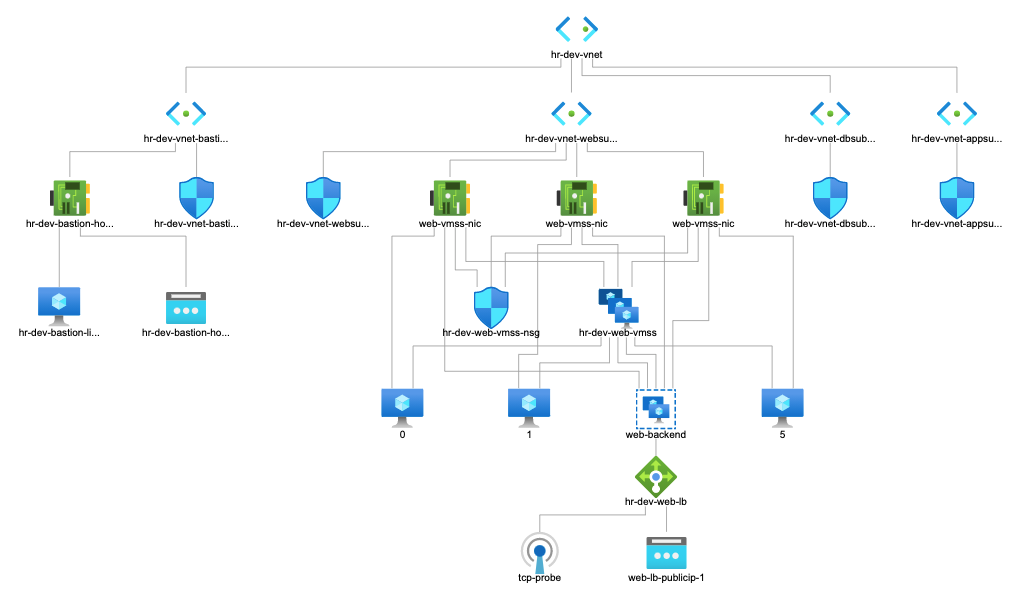 hr-dev-vnet
hr-dev-vnet-basti...
hr-dev-vnet-websu...
hr-dev-vnet-dbsub...
hr-dev-vnet-appsu...
hr-dev-bastion-ho...
hr-dev-vnet-basti...
hr-dev-vnet-websu...
web-vmss-nic
web-vmss-nic
web-vmss-nic
hr-dev-vnet-dbsub...
hr-dev-vnet-appsu...
hr-dev-bastion-li...
hr-dev-bastion-ho...
hr-dev-web-vmss-nsg
hr-dev-web-vmss
0
1
web-backend
5
hr-dev-web-lb
tcp-probe
web-lb-publicip-1